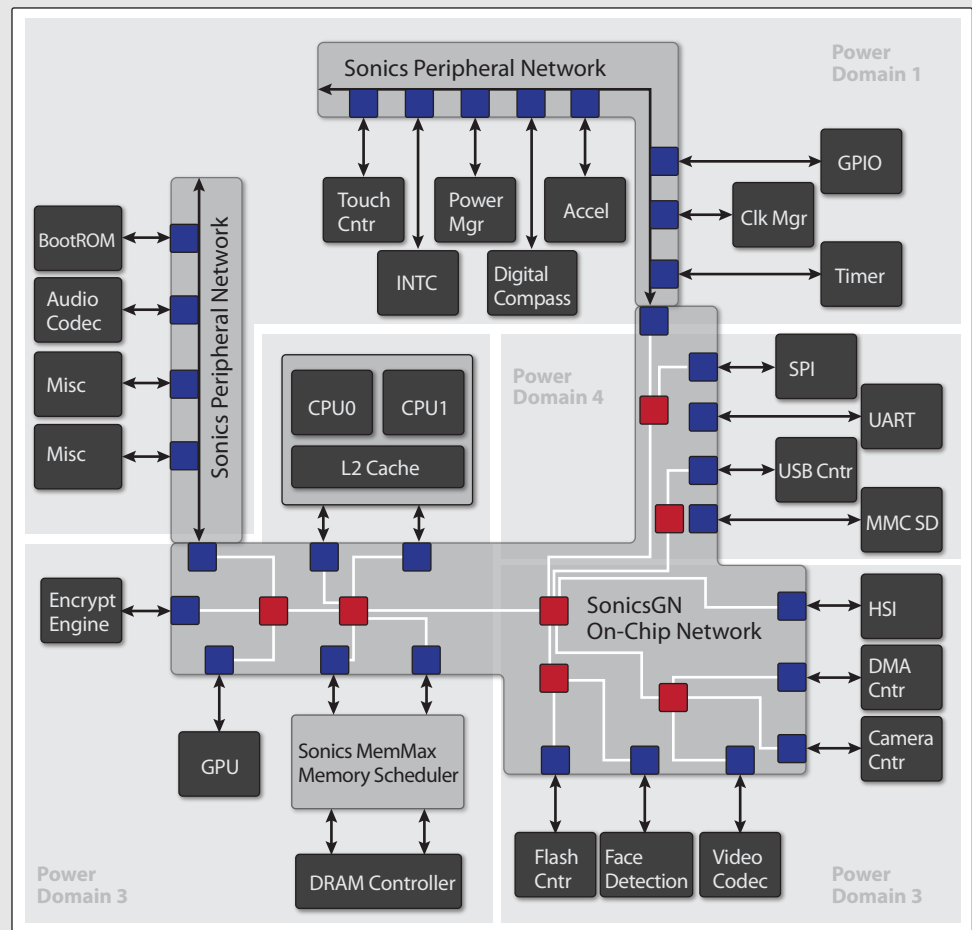 Sonics Peripheral Network
Power
Domain 1
Touch
Cntr
Power
Mgr
Accel
INTC
Digital
Compass
GPIO
Clk Mgr
Timer
BootROM
Audio
Codec
Misc
Misc
Sonics Peripheral Network
CPU0
CPU1
L2 Cache
Power
Domain 4
SPI
UART
USB Cntr
MMC SD
Encrypt
Engine
SonicsGN
On-Chip Network
HSI
DMA
Cntr
Camera
Cntr
GPU
Sonics MemMax
Memory Scheduler
DRAM Controller
Flash
Cntr
Face
Detection
Video
Codec
Power
Domain 3
Power
Domain 3